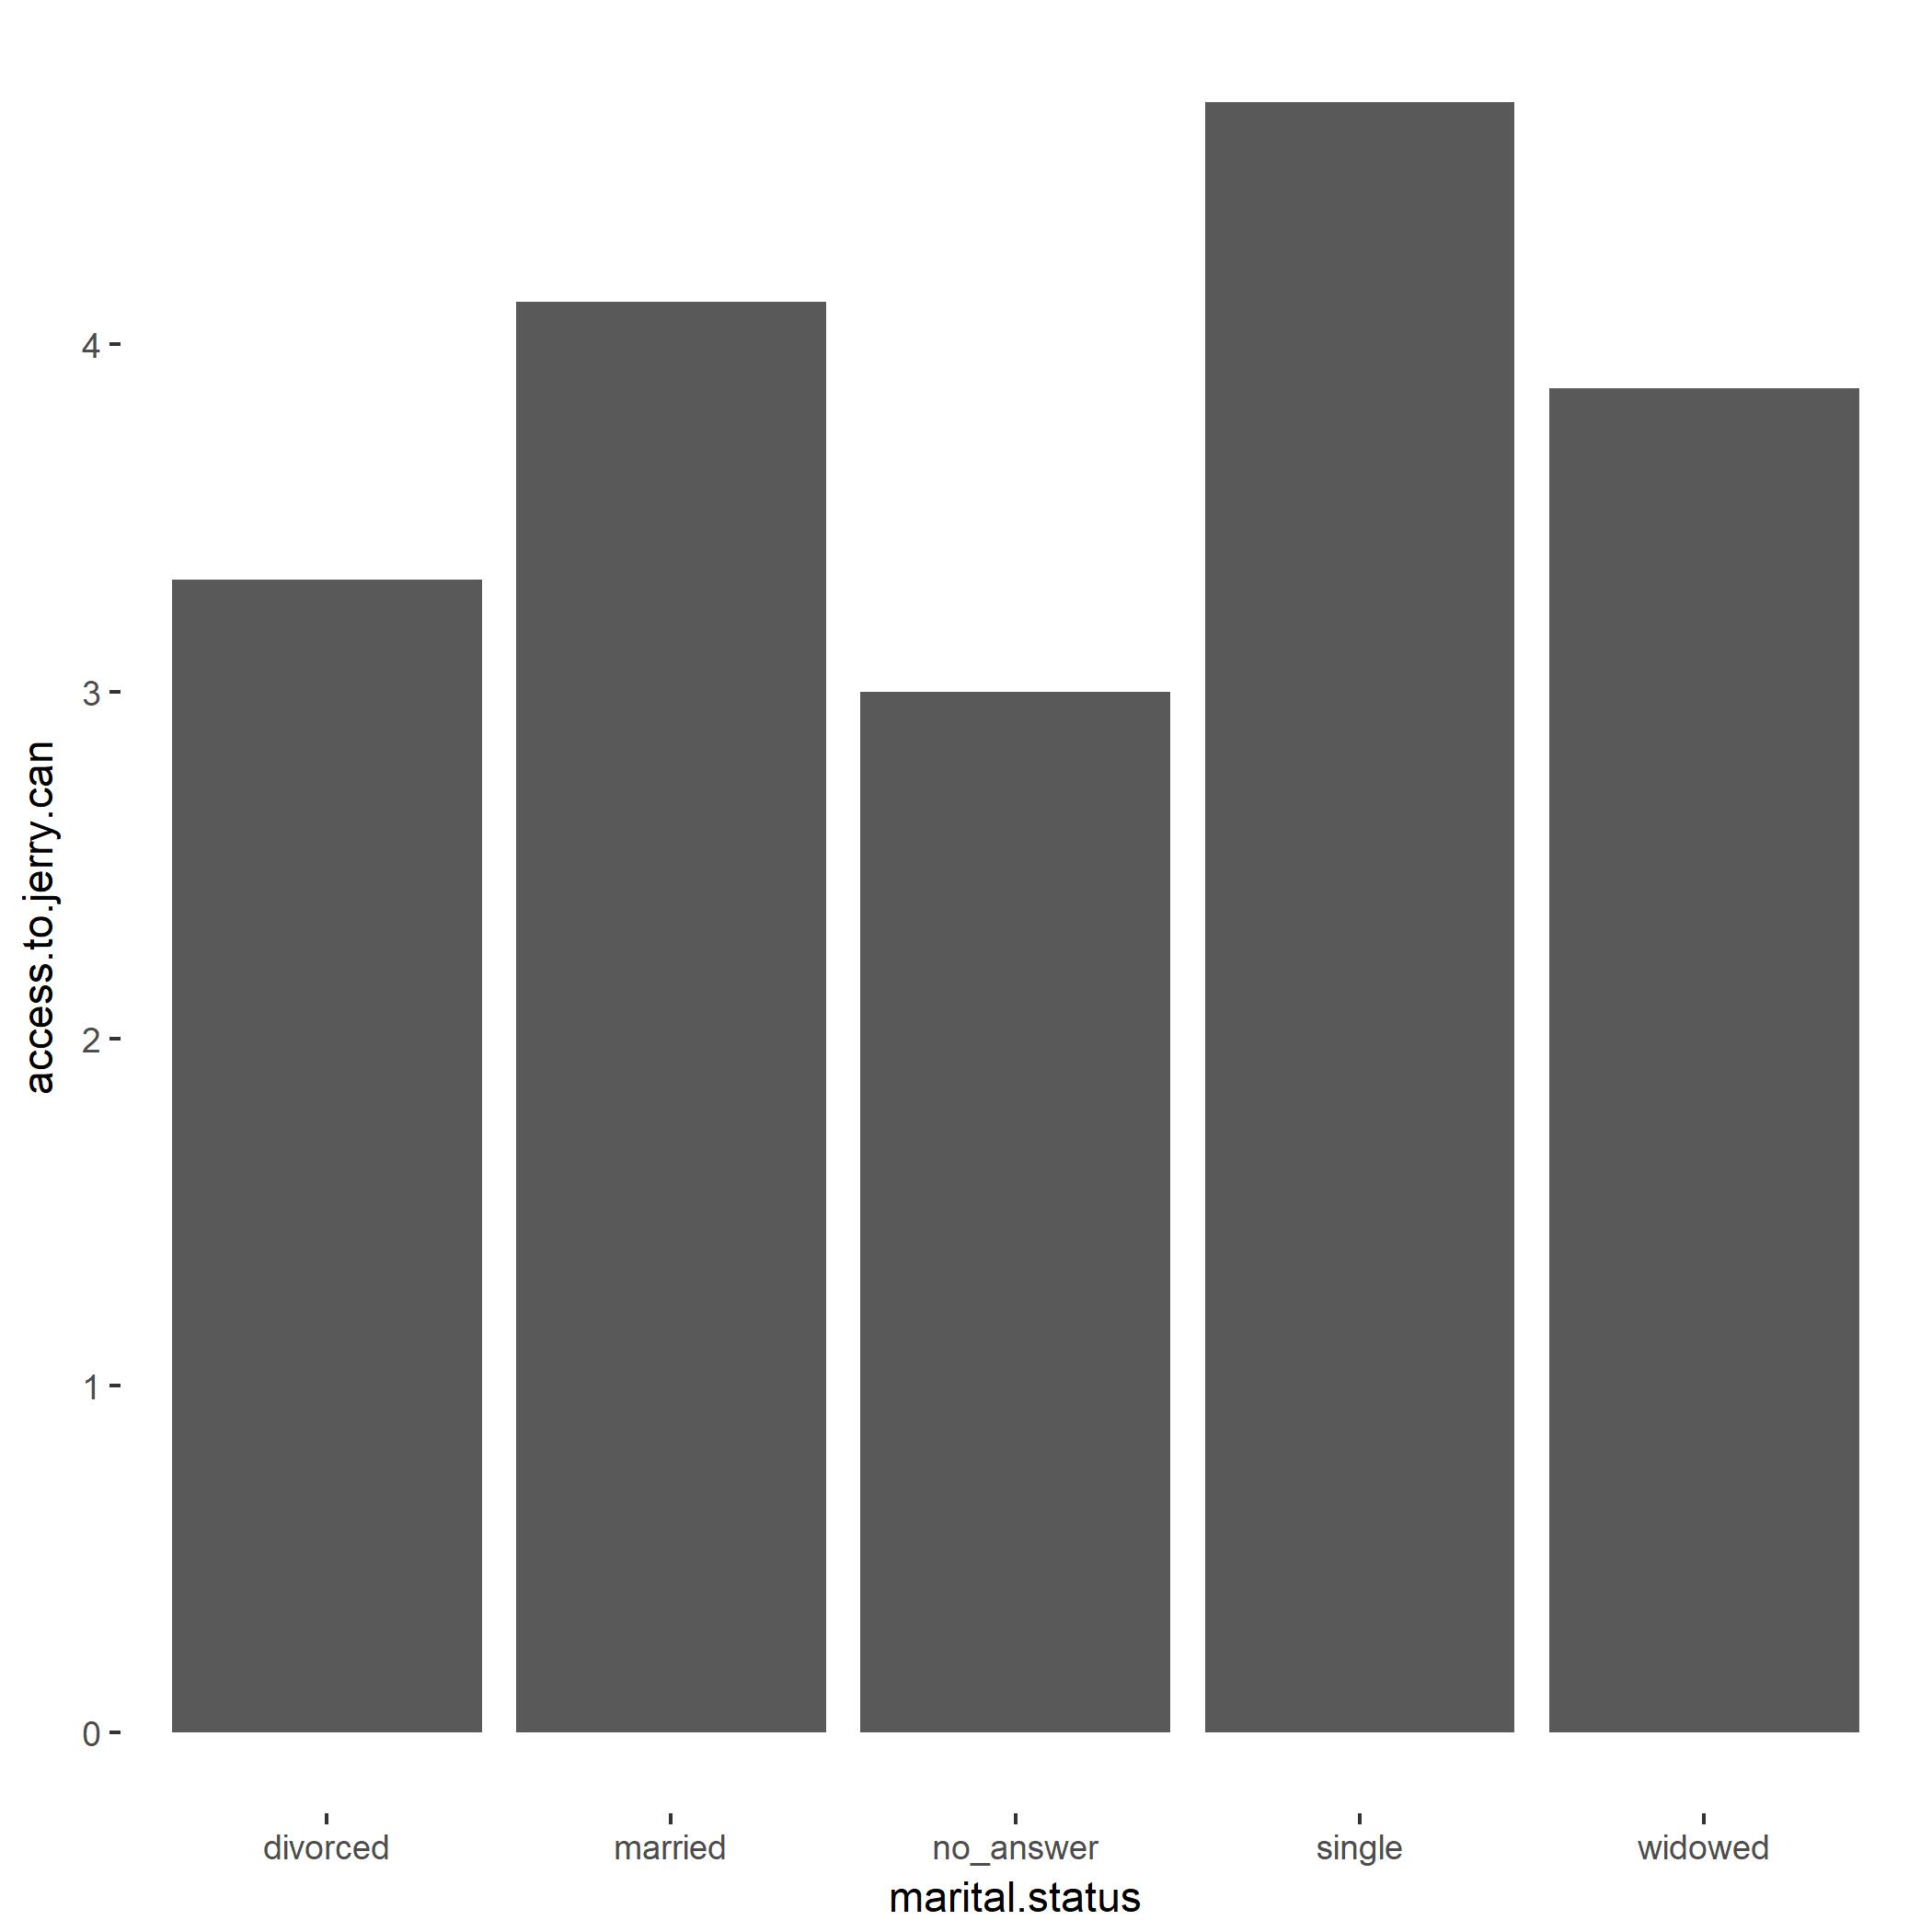 access.to.jerry.can
4
3
2
1
0
divorced married no_answer single widowed
marital.status